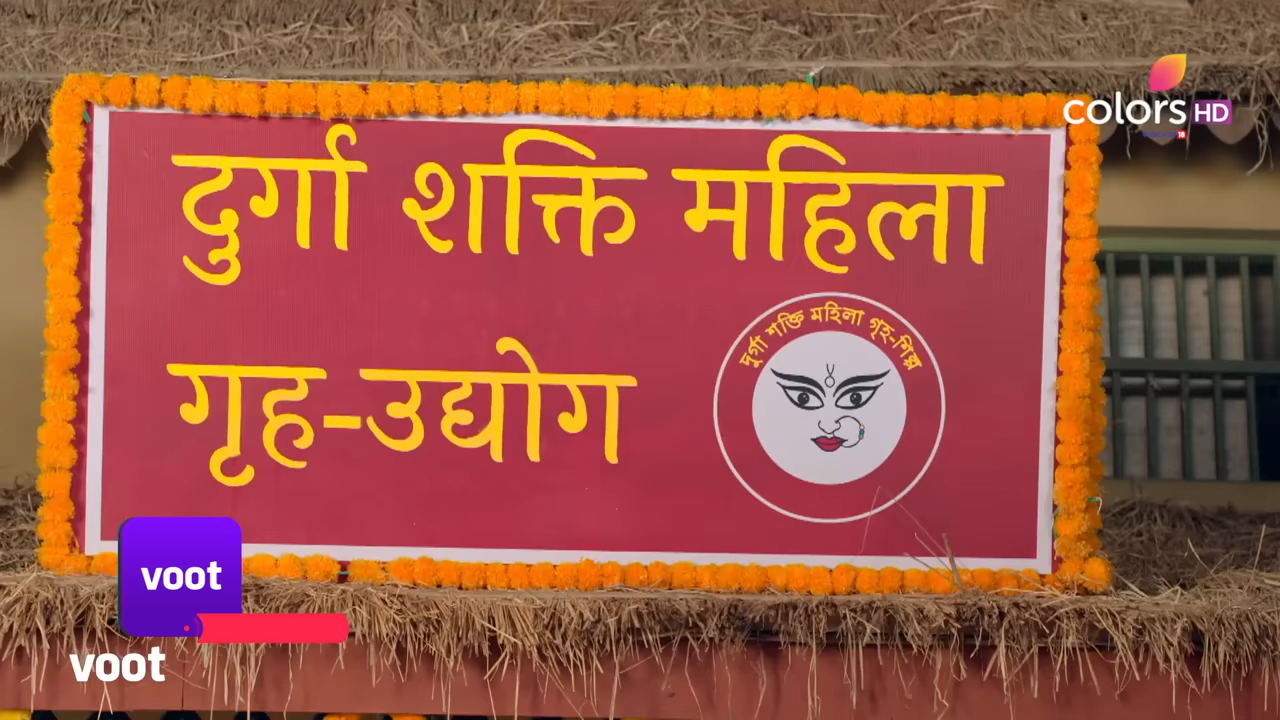 दुर्गा शक्ति महिला
गृह-उद्योग
দুর্গা শক্তি মহিলা গৃহ-শিল্প
colors HD
voot
voot